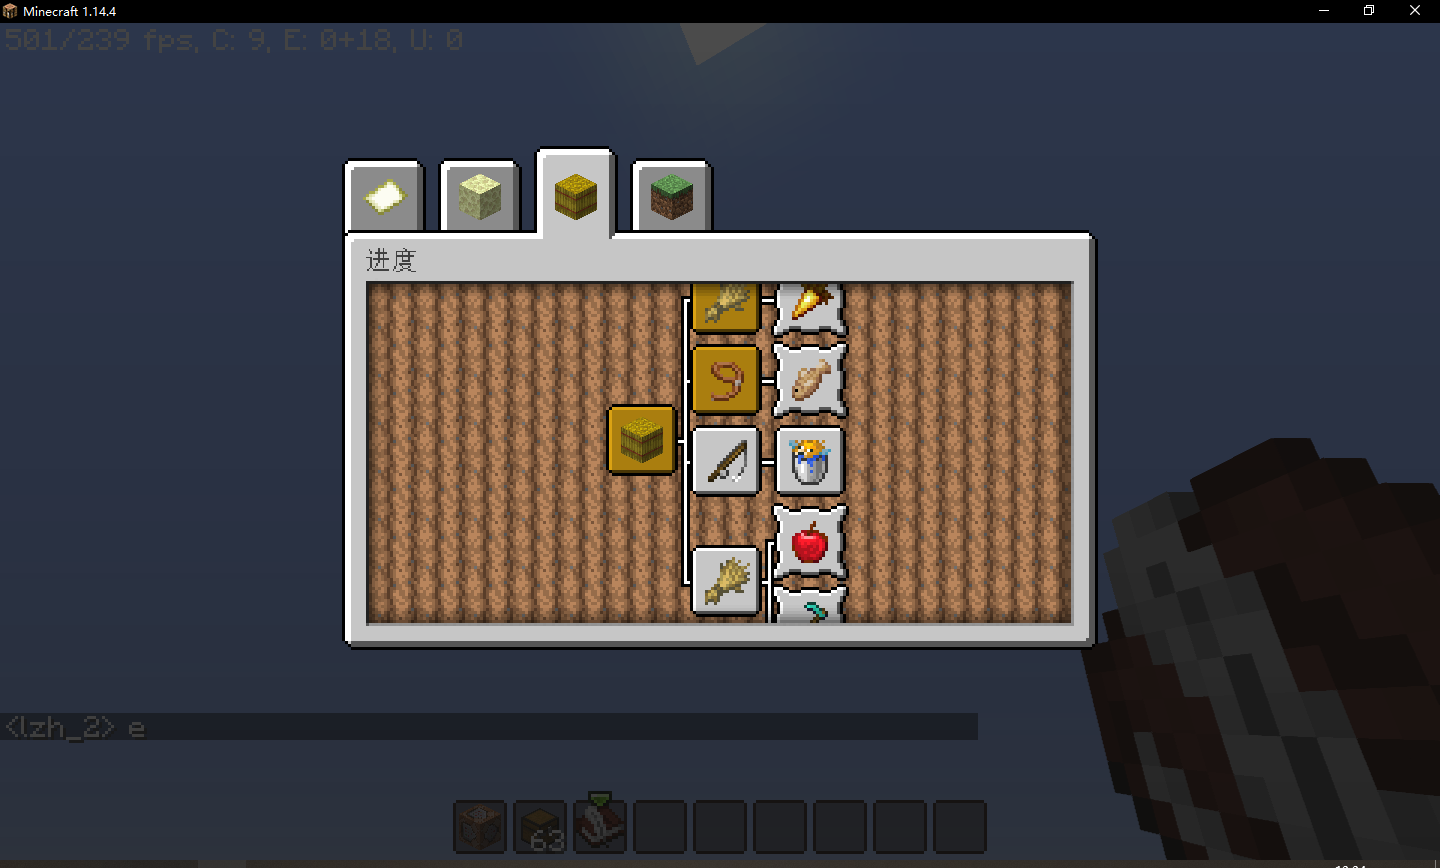 Minecraft 1.14.4
501/239 fps, C: 9, E: 0+18, U: 0
进度
<lzh_2> e
63